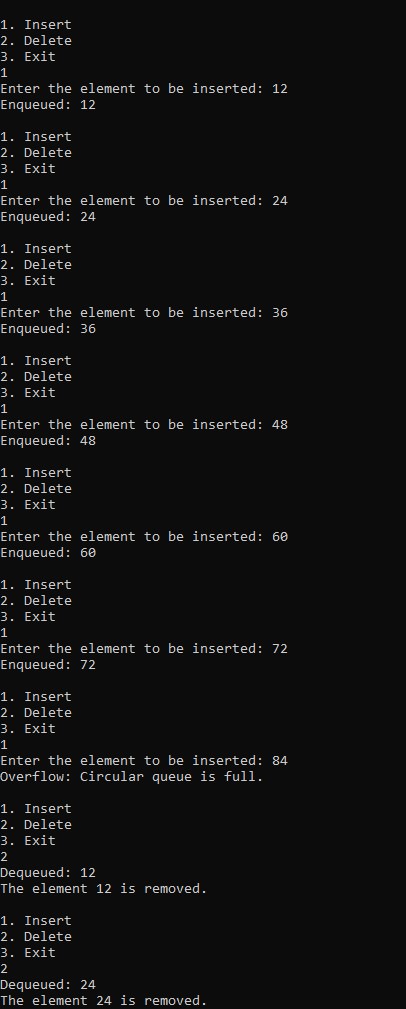 1. Insert
2. Delete
3. Exit
1
Enter the element to be inserted: 12
Enqueued: 12
1. Insert
2. Delete
3. Exit
1
Enter the element to be inserted: 24
Enqueued: 24
1. Insert
2. Delete
3. Exit
1
Enter the element to be inserted: 36
Enqueued: 36
1. Insert
2. Delete
3. Exit
1
Enter the element to be inserted: 48
Enqueued: 48
1. Insert
2. Delete
3. Exit
1
Enter the element to be inserted: 60
Enqueued: 60
1. Insert
2. Delete
3. Exit
1
Enter the element to be inserted: 72
Enqueued: 72
1. Insert
2. Delete
3. Exit
1
Enter the element to be inserted: 84
Overflow: Circular queue is full.
1. Insert
2. Delete
3. Exit
2
Dequeued: 12
The element 12 is removed.
1. Insert
2. Delete
3. Exit
2
Dequeued: 24
The element 24 is removed.